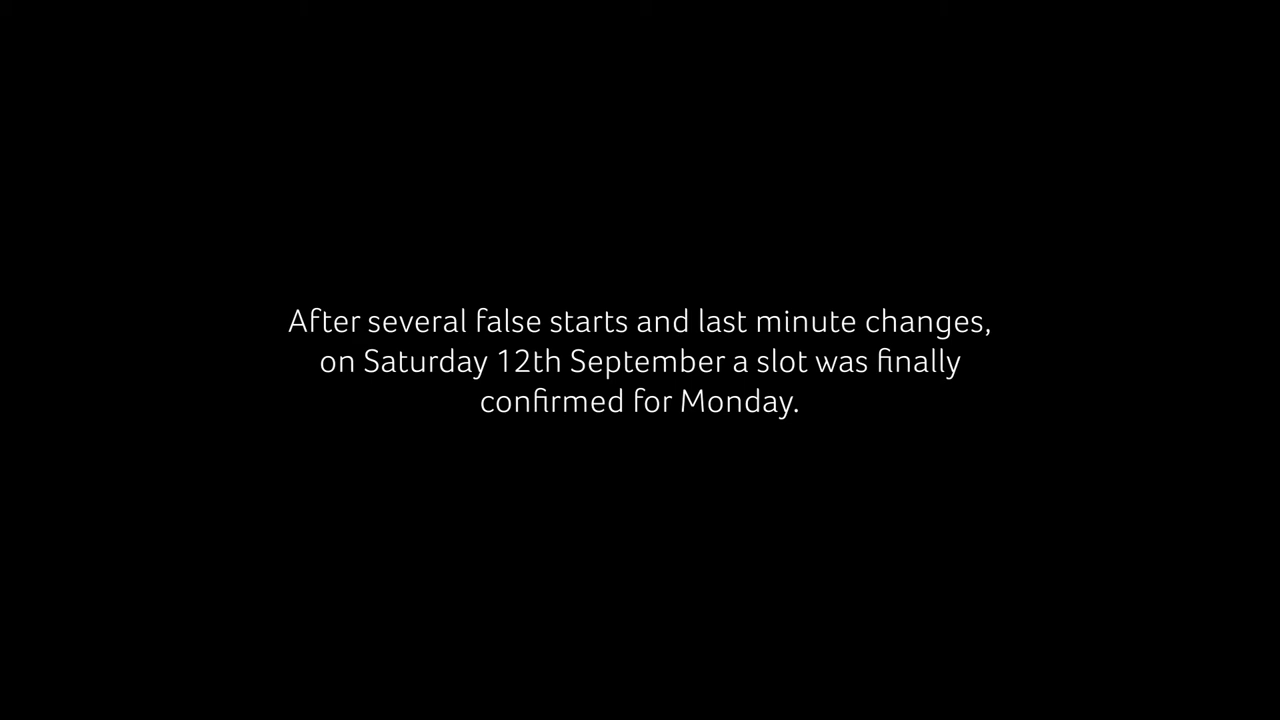 After several false starts and last minute changes,
on Saturday 12th September a slot was finally
confirmed for Monday.